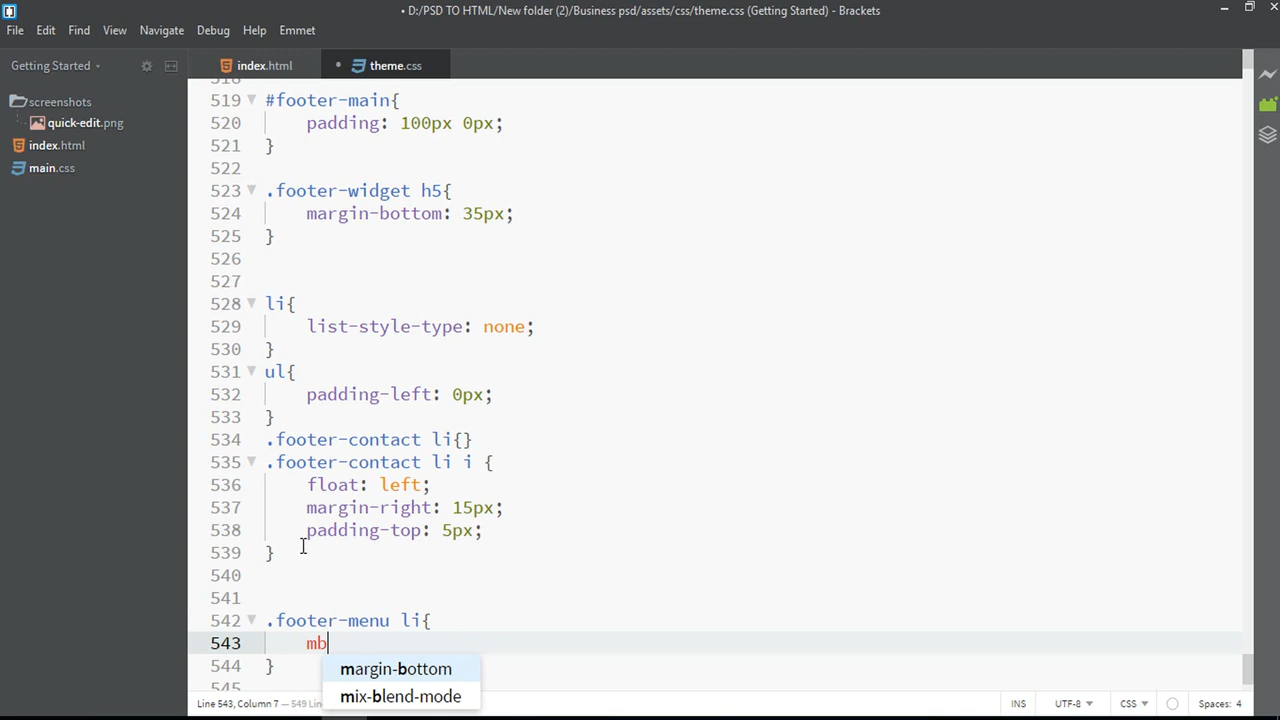 • D:/PSD TO HTML/New folder (2)/Business psd/assets/css/theme.css (Getting Started) - Brackets
File Edit Find View Navigate Debug Help Emmet
Getting Started
index.html
• theme.css
screenshots
quick-edit.png
index.html
main.css
518
519 #footer-main{
520 padding: 100px 0px;
521 }
522
523 .footer-widget h5{
524 margin-bottom: 35px;
525 }
526
527
528 li{
529 list-style-type: none;
530 }
531 ul{
532 padding-left: 0px;
533 }
534 .footer-contact li{}
535 .footer-contact li i {
536 float: left;
537 margin-right: 15px;
538 padding-top: 5px;
539 }
540
541
542 .footer-menu li{
543 mb
544 }
545
margin-bottom
mix-blend-mode
Line 543, Column 7 — 549 Lin
INS UTF-8 CSS Spaces: 4